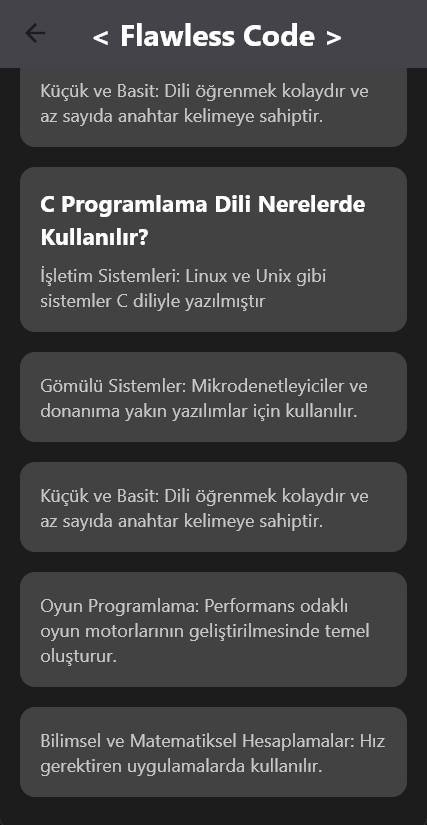 < Flawless Code >
Küçük ve Basit: Dili öğrenmek kolaydır ve
az sayıda anahtar kelimeye sahiptir.
C Programlama Dili Nerelerde
Kullanılır?
İşletim Sistemleri: Linux ve Unix gibi
sistemler C diliyle yazılmıştır
Gömülü Sistemler: Mikrodenetleyiciler ve
donanıma yakın yazılımlar için kullanılır.
Küçük ve Basit: Dili öğrenmek kolaydır ve
az sayıda anahtar kelimeye sahiptir.
Oyun Programlama: Performans odaklı
oyun motorlarının geliştirilmesinde temel
oluşturur.
Bilimsel ve Matematiksel Hesaplamalar: Hız
gerektiren uygulamalarda kullanılır.